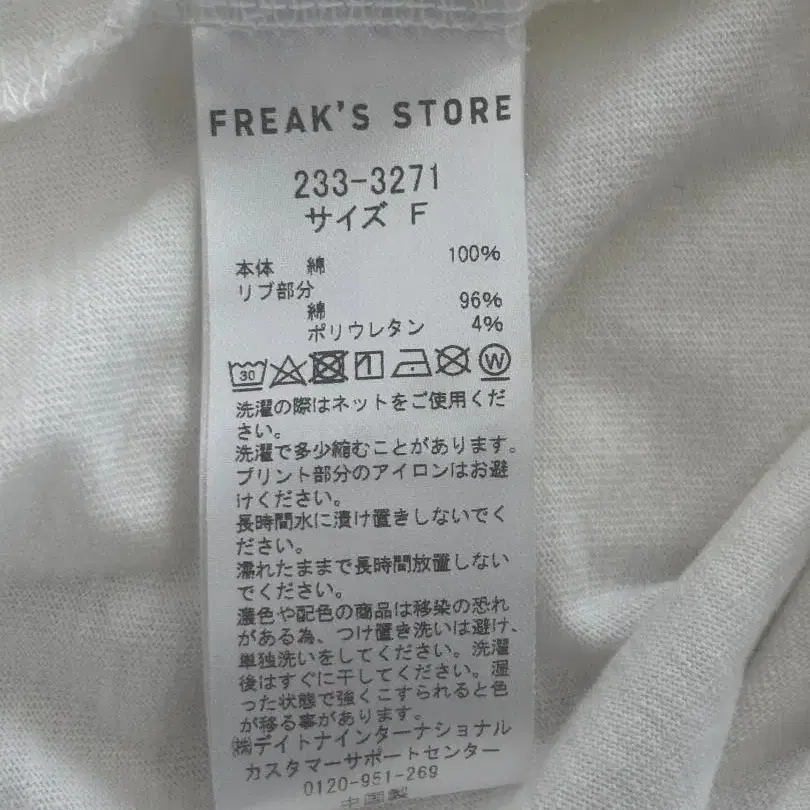 FREAK'S STORE
233-3271
サイズ F
本体 綿 100%
リブ部分
綿 96%
ポリウレタン 4%
30 W
洗濯の際はネットをご使用くだ
さい。
洗濯で多少縮むことがあります。
プリント部分のアイロンはお避
けください。
長時間水に漬け置きしないでく
ださい。
濡れたままで長時間放置しない
でください。
濃色や配色の商品は移染の恐れ
がある為、つけ置き洗いは避け、
単独洗いをしてください。洗濯
後はすぐに干してください。湿
った状態で強くこすられると色
が移る事があります。
㈱デイトナインターナショナル
カスタマーサポートセンター
0120-951-269
中国製